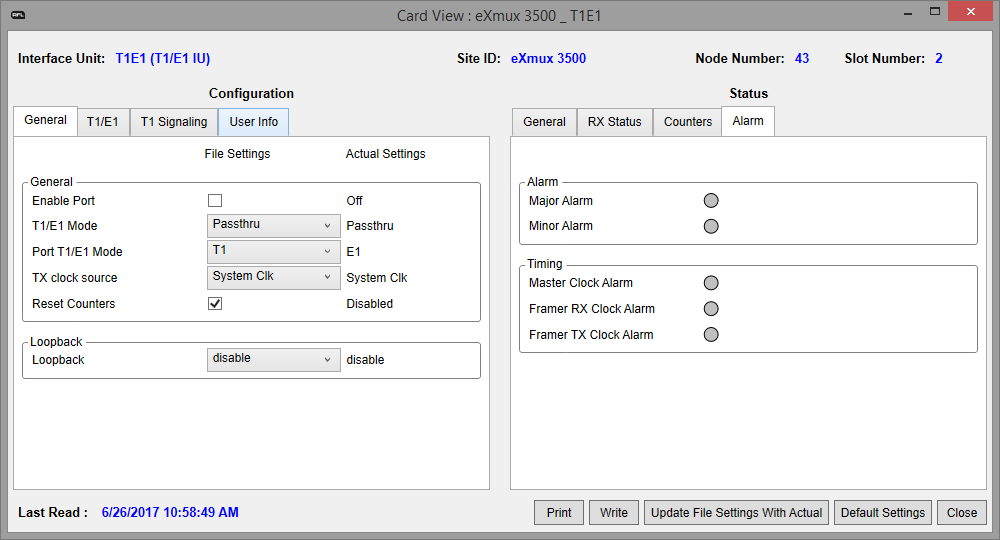 AFL
Card View : eXmux 3500 _ T1E1
Interface Unit: T1E1 (T1/E1 IU) Site ID: eXmux 3500 Node Number: 43 Slot Number: 2
Configuration
General T1/E1 T1 Signaling User Info
File Settings Actual Settings
General
Enable Port Off
T1/E1 Mode Passthru Passthru
Port T1/E1 Mode T1 E1
TX clock source System Clk System Clk
Reset Counters Disabled
Loopback
Loopback disable disable
Status
General RX Status Counters Alarm
Alarm
Major Alarm
Minor Alarm
Timing
Master Clock Alarm
Framer RX Clock Alarm
Framer TX Clock Alarm
Last Read : 6/26/2017 10:58:49 AM
Print Write Update File Settings With Actual Default Settings Close